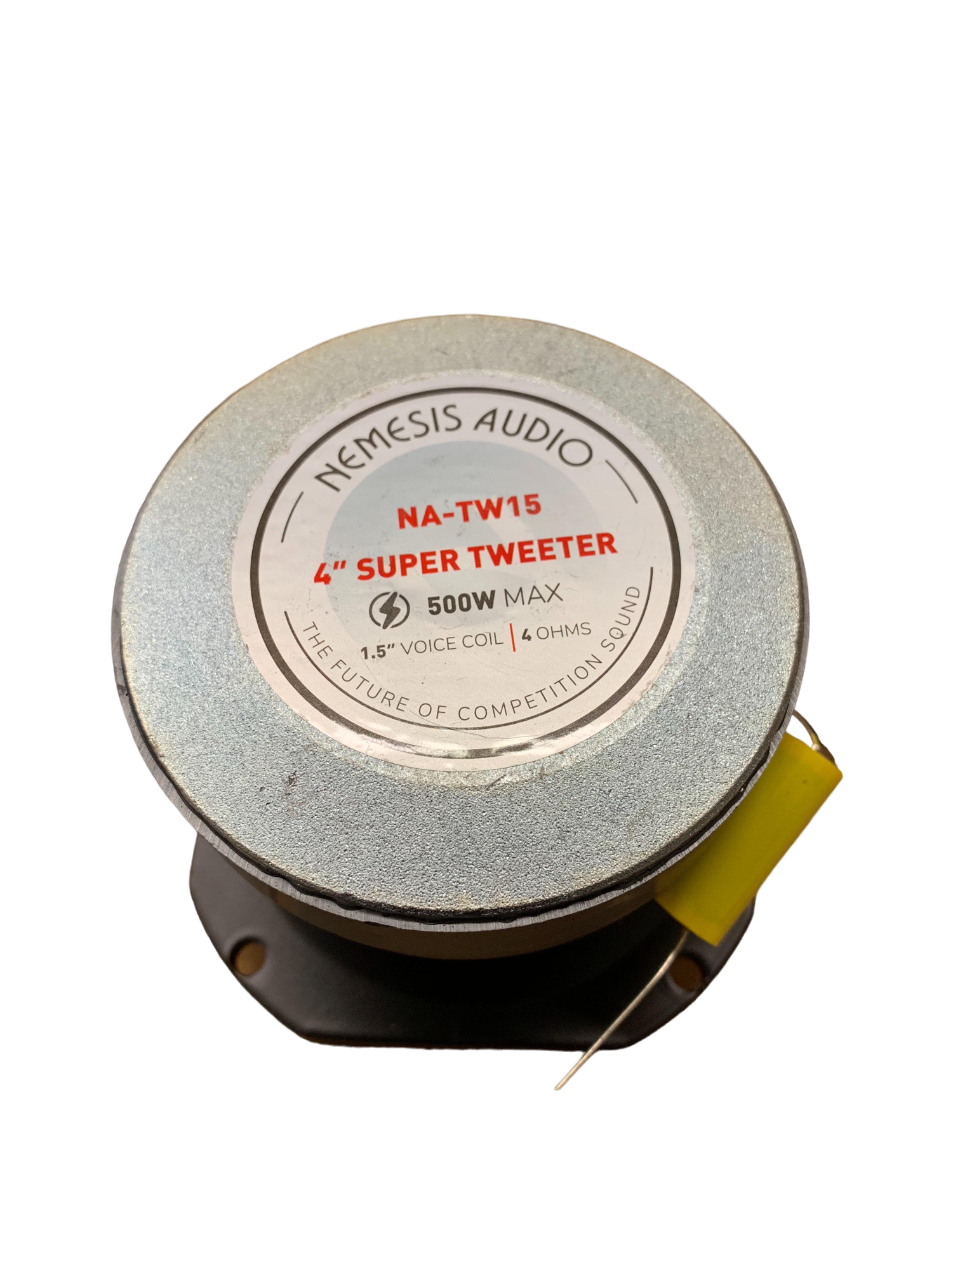 NEMESIS AUDIO
NA-TW15
4" SUPER TWEETER
500W MAX
1.5" VOICE COIL | 4 OHMS
THE FUTURE OF COMPETITION SOUND